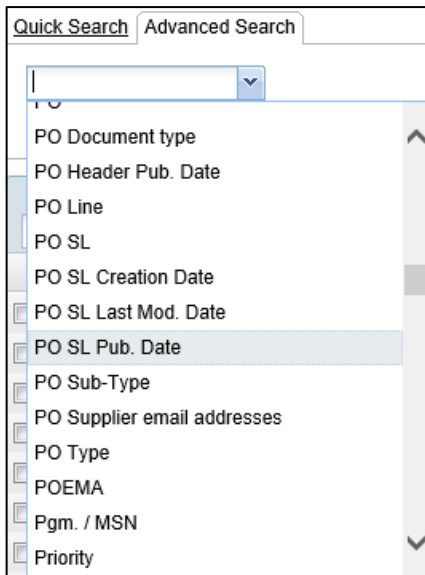 Quick Search Advanced Search
PO
PO Document type
PO Header Pub. Date
PO Line
PO SL
PO SL Creation Date
PO SL Last Mod. Date
PO SL Pub. Date
PO Sub-Type
PO Supplier email addresses
PO Type
POEMA
Pgm. / MSN
Priority